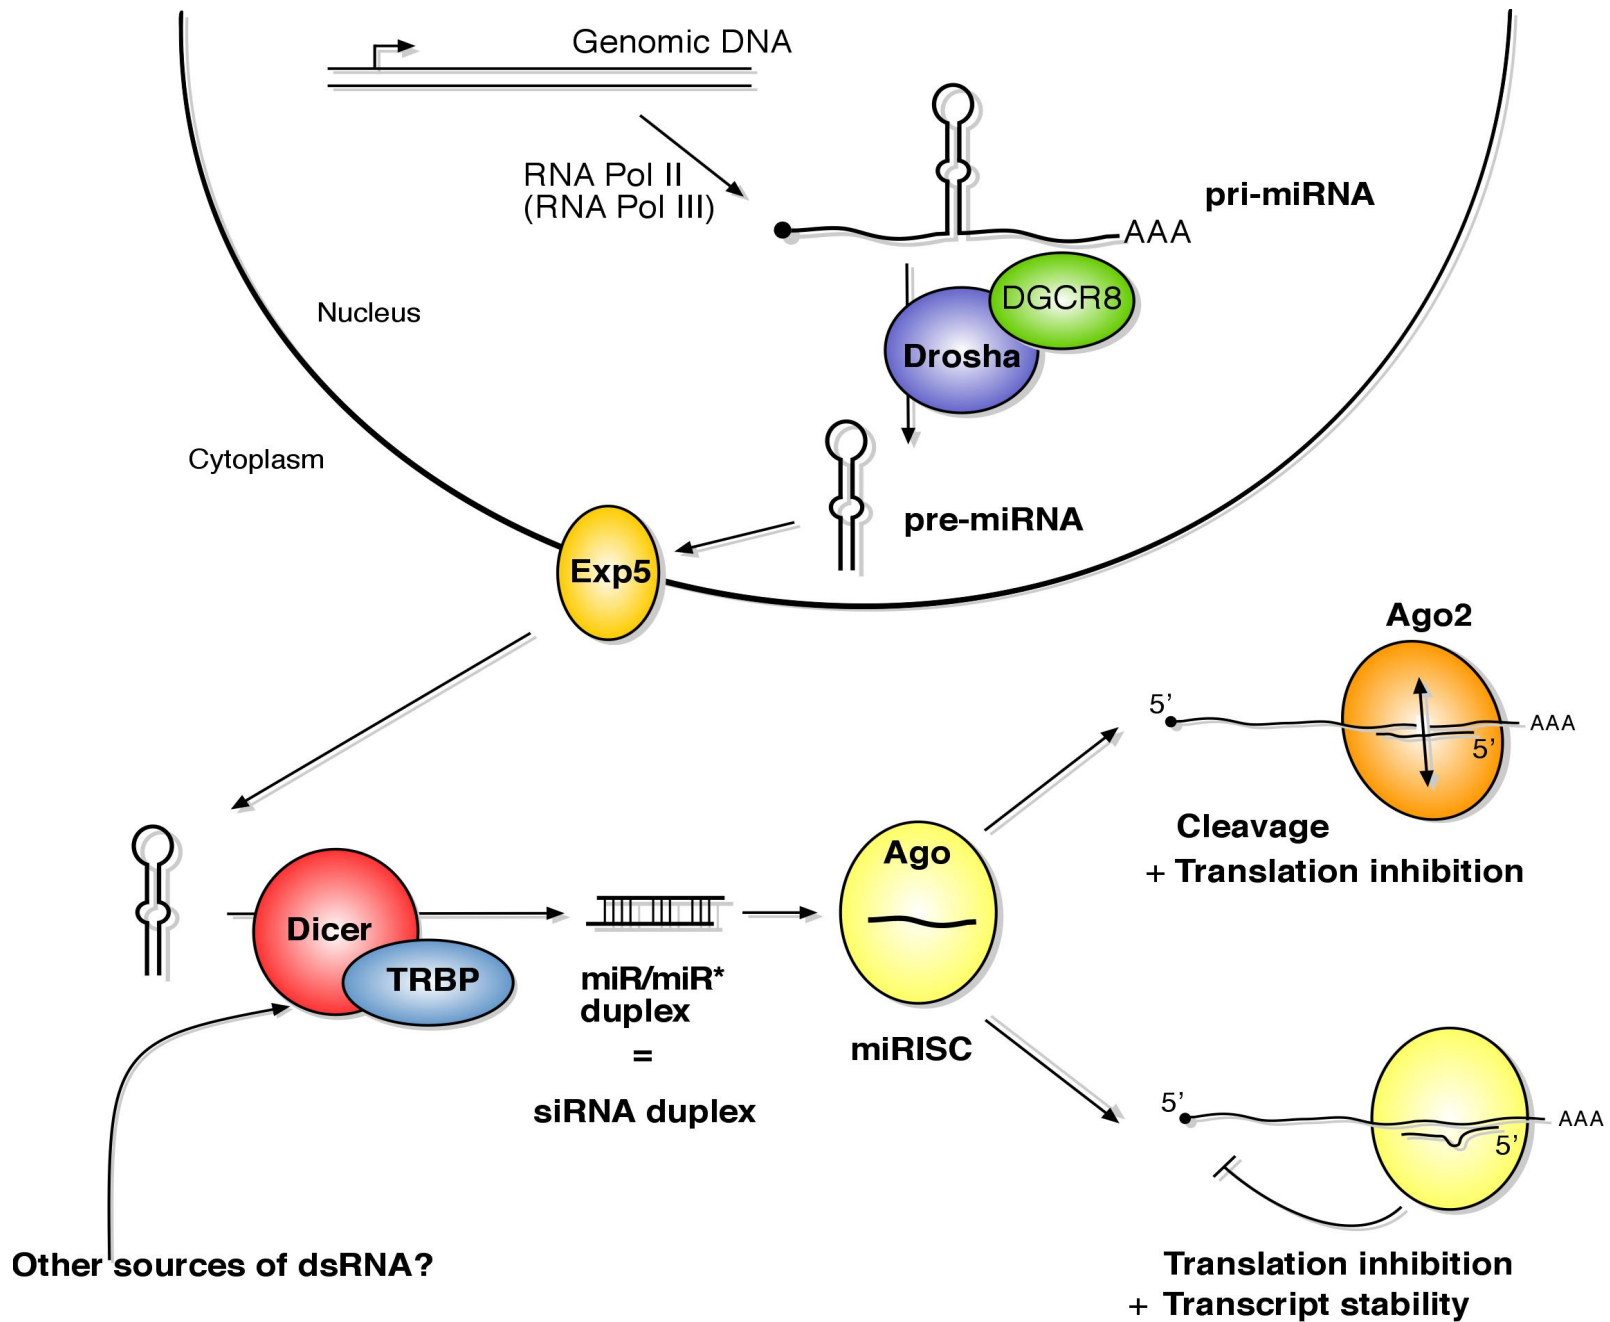 Genomic DNA
RNA Pol II
(RNA Pol III)
pri-miRNA
AAA
DGCR8
Drosha
Nucleus
Cytoplasm
pre-miRNA
Exp5
Ago2
5’
AAA
5’
Cleavage
+ Translation inhibition
Dicer
TRBP
miR/miR*
duplex
=
siRNA duplex
Ago
miRISC
5’
AAA
5’
Translation inhibition
+ Transcript stability
Other sources of dsRNA?